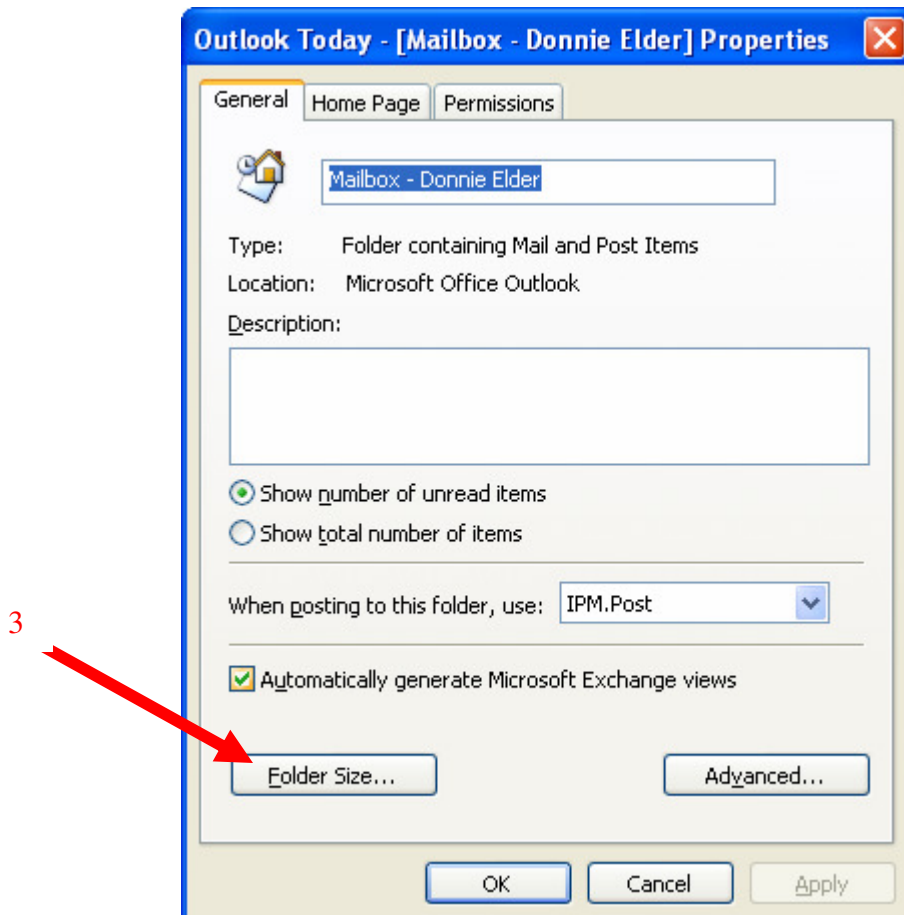 Outlook Today - [Mailbox - Donnie Elder] Properties
General Home Page Permissions
Mailbox - Donnie Elder
Type: Folder containing Mail and Post Items
Location: Microsoft Office Outlook
Description:
Show number of unread items
Show total number of items
When posting to this folder, use: IPM.Post
3
Automatically generate Microsoft Exchange views
Folder Size... Advanced...
OK Cancel Apply